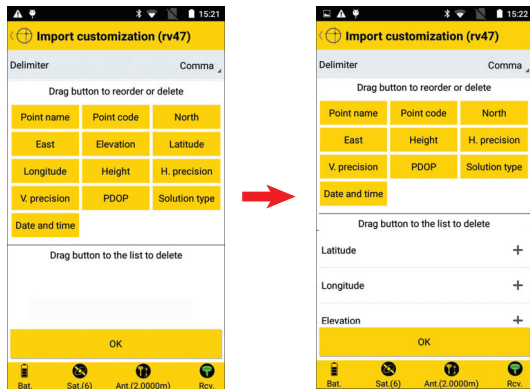 15:21
Import customization (rv47)
Delimiter Comma
Drag button to reorder or delete
Point name Point code North
East Elevation Latitude
Longitude Height H. precision
V. precision PDOP Solution type
Date and time
Drag button to the list to delete
OK
Bat. Sat.(6) Ant.(2.0000m) Rcv.
15:22
Import customization (rv47)
Delimiter Comma
Drag button to reorder or delete
Point name Point code North
East Height H. precision
V. precision PDOP Solution type
Date and time
Drag button to the list to delete
Latitude +
Longitude +
Elevation +
OK
Bat. Sat.(6) Ant.(2.0000m) Rcv.